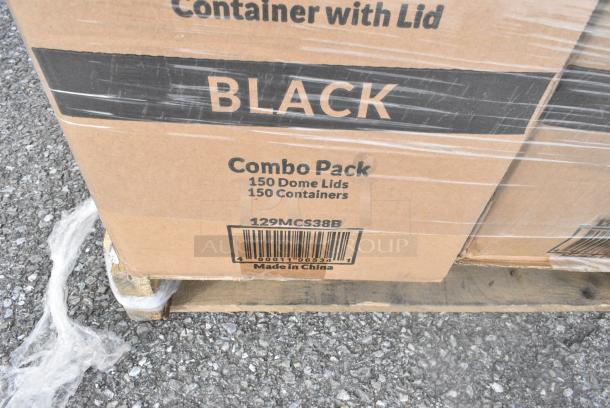 Container with Lid
BLACK
Combo Pack
150 Dome Lids
150 Containers
129MCS38B
Made in China